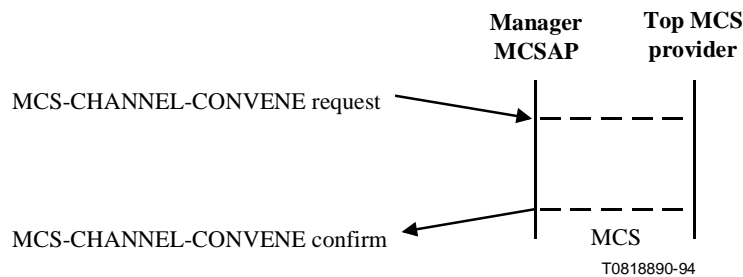 Manager
MCSAP
Top MCS
provider
MCS-CHANNEL-CONVENE request
MCS-CHANNEL-CONVENE confirm
MCS
T0818890-94